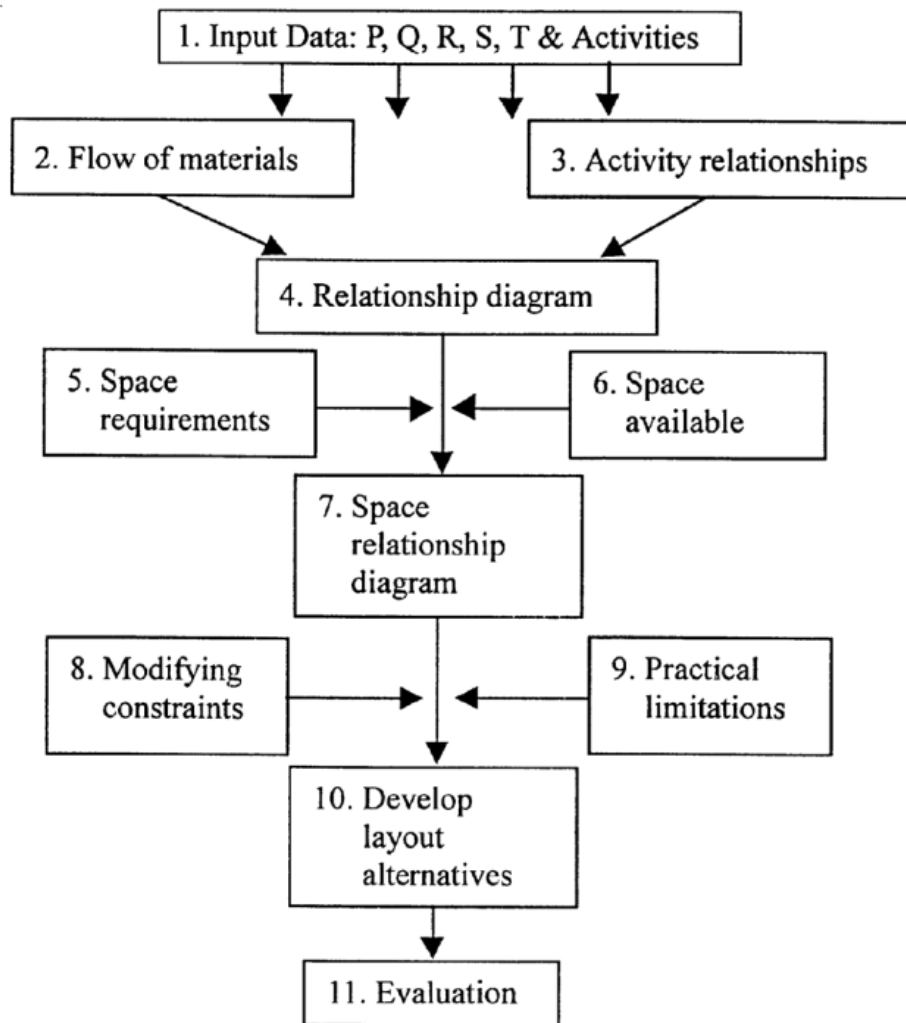 1. Input Data: P, Q, R, S, T & Activities
2. Flow of materials
3. Activity relationships
4. Relationship diagram
5. Space
requirements
6. Space
available
7. Space
relationship
diagram
8. Modifying
constraints
9. Practical
limitations
10. Develop
layout
alternatives
11. Evaluation